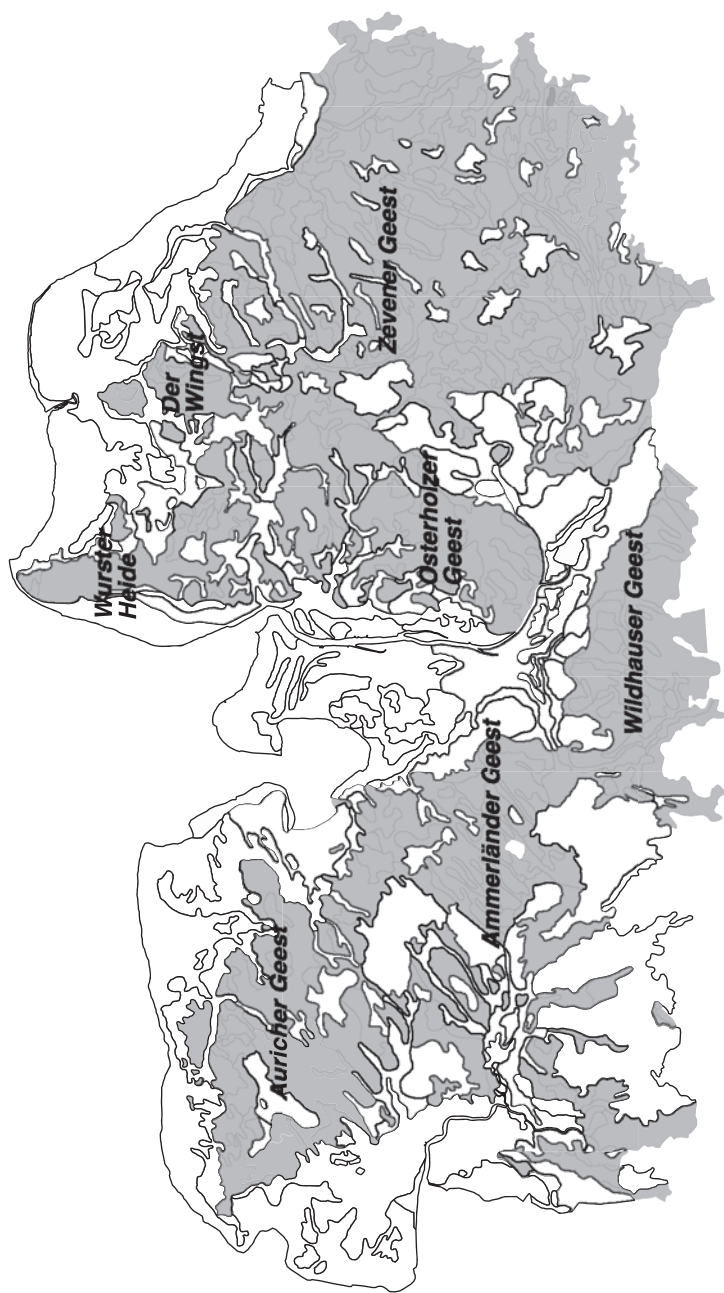 Wurster
Heide
Der
Wingst
Zevener Geest
Osterholzer
Geest
Wildhauser Geest
Ammerländer Geest
Auricher Geest